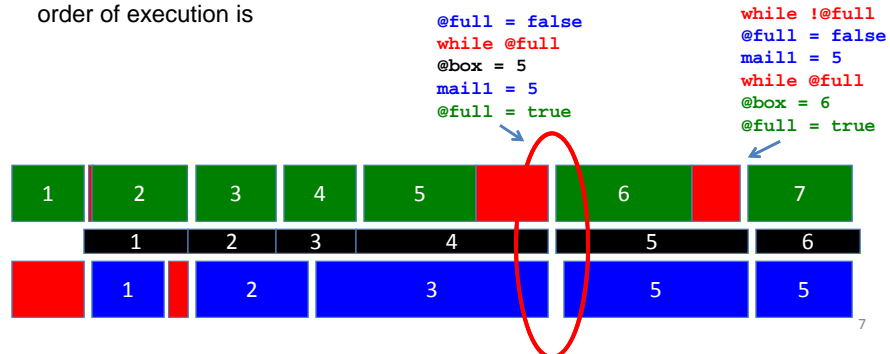 order of execution is
@full = false
while @full
@box = 5
mail1 = 5
@full = true
while !@full
@full = false
mail1 = 5
while @full
@box = 6
@full = true
1 2 3 4 5 6 7
1 2 3 4 5 6
1 2 3 5 5
7